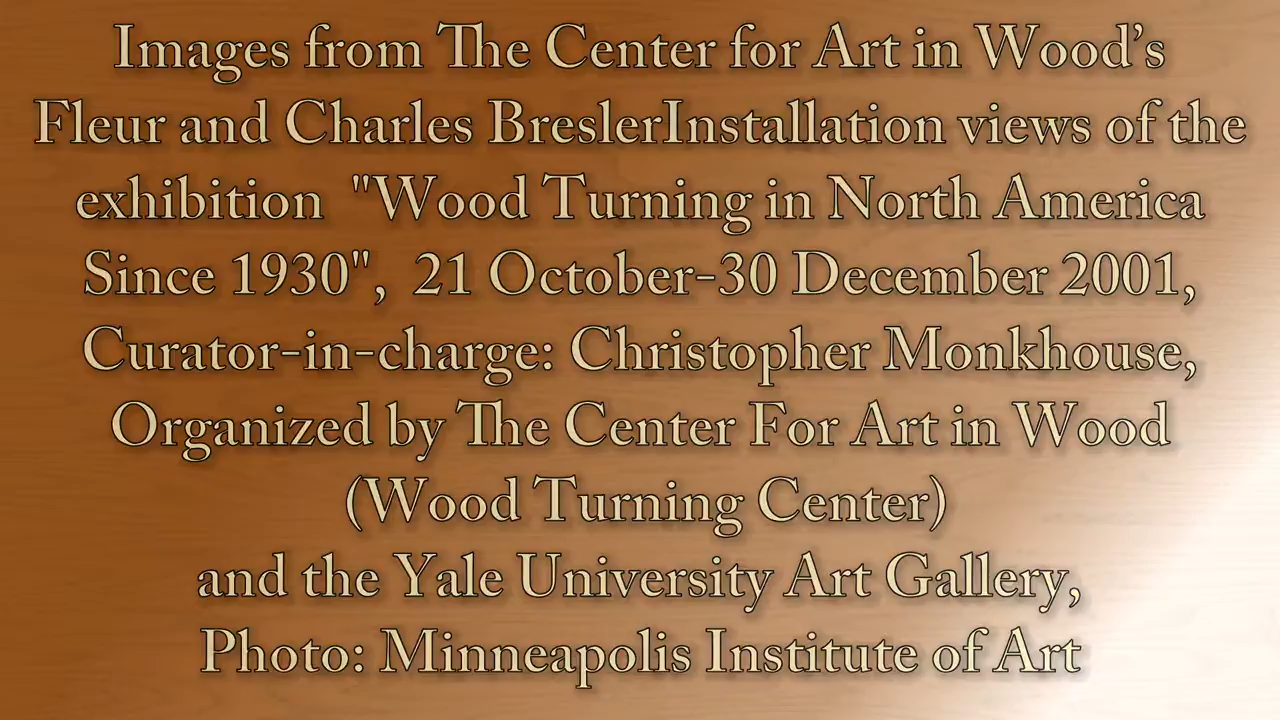 Images from The Center for Art in Wood’s
Fleur and Charles BreslerInstallation views of the
exhibition  "Wood Turning in North America
Since 1930",  21 October-30 December 2001,
Curator-in-charge: Christopher Monkhouse,
Organized by The Center For Art in Wood
(Wood Turning Center)
and the Yale University Art Gallery,
Photo: Minneapolis Institute of Art